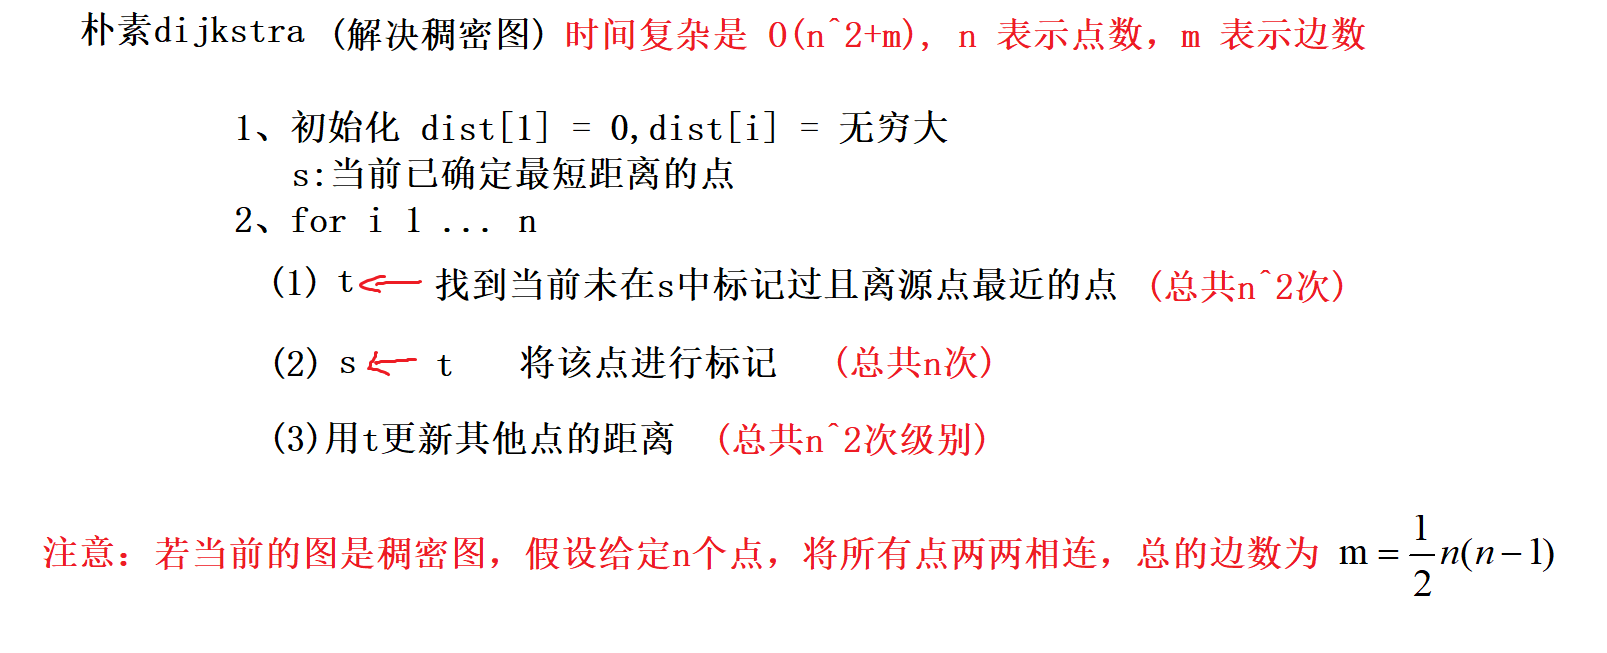 朴素dijkstra (解决稠密图) 时间复杂是 O(n^2+m), n 表示点数，m 表示边数
1、初始化 dist[1] = 0,dist[i] = 无穷大
s:当前已确定最短距离的点
2、for i 1 ... n
(1) t ← 找到当前未在s中标记过且离源点最近的点 (总共n^2次)
(2) s ← t 将该点进行标记 (总共n次)
(3)用t更新其他点的距离 (总共n^2次级别)
注意：若当前的图是稠密图，假设给定n个点，将所有点两两相连，总的边数为 m = 1/2 n(n − 1)